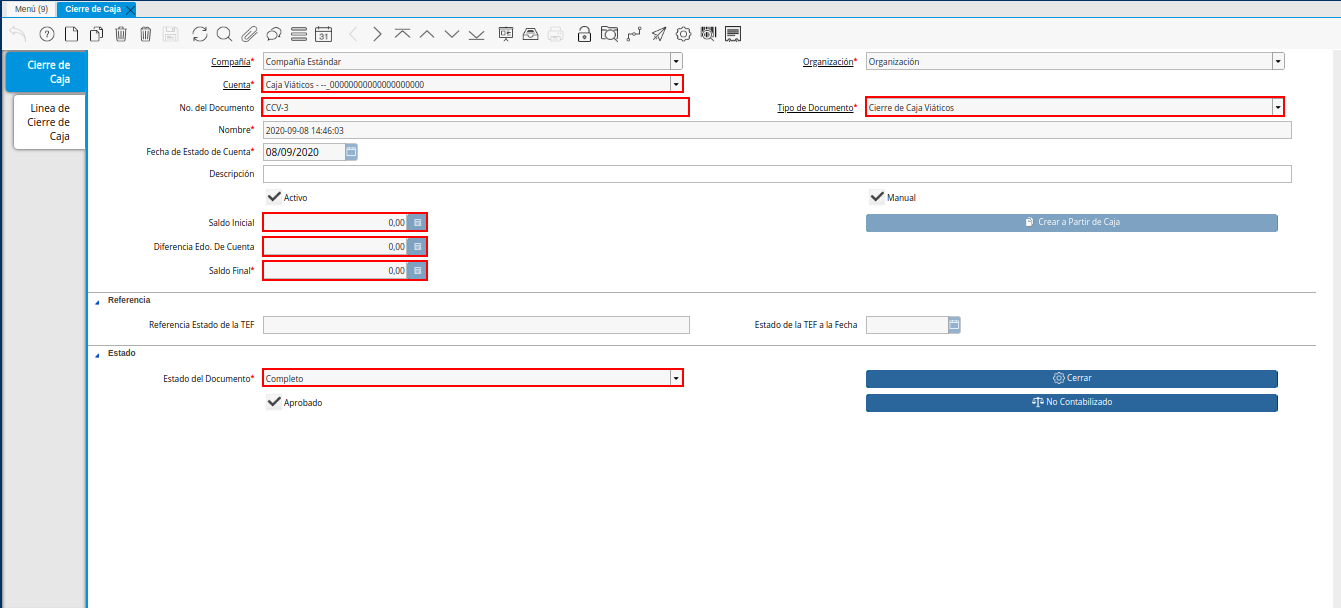 Menú (9) Cierre de Caja
31
Cierre de
Caja
Linea de
Cierre de
Caja
Compañía* Compañía Estándar Organización* Organización
Cuenta* Caja Viáticos - --_00000000000000000000
No. del Documento CCV-3 Tipo de Documento* Cierre de Caja Viáticos
Nombre* 2020-09-08 14:46:03
Fecha de Estado de Cuenta* 08/09/2020
Descripción
Activo Manual
Saldo Inicial 0,00 Crear a Partir de Caja
Diferencia Edo. De Cuenta 0,00
Saldo Final* 0,00
Referencia
Referencia Estado de la TEF Estado de la TEF a la Fecha
Estado
Estado del Documento* Completo Cerrar
Aprobado No Contabilizado